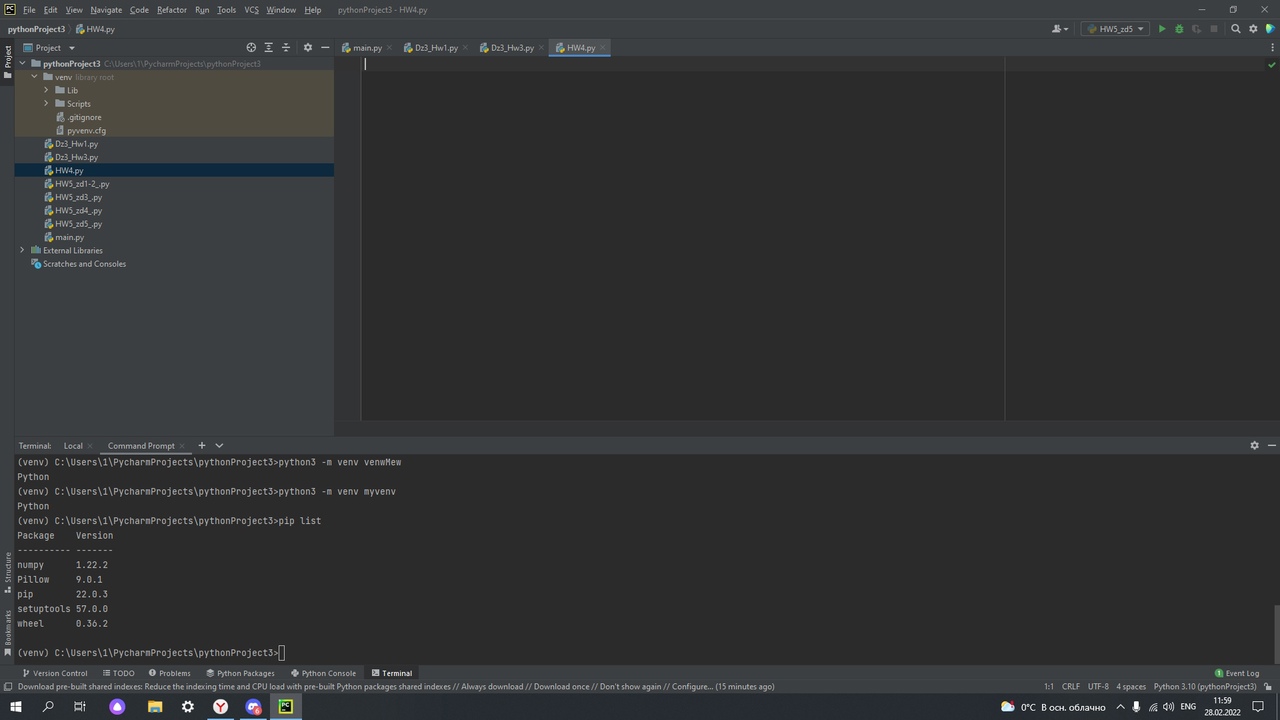 PC File Edit View Navigate Code Refactor Run Tools VCS Window Help pythonProject3 - HW4.py
pythonProject3 HW4.py HW5_zd5
Project main.py Dz3_Hw1.py Dz3_Hw3.py HW4.py
Project
pythonProject3 C:\Users\1\PycharmProjects\pythonProject3
venv library root
Lib
Scripts
.gitignore
pyvenv.cfg
Dz3_Hw1.py
Dz3_Hw3.py
HW4.py
HW5_zd1-2_.py
HW5_zd3_.py
HW5_zd4_.py
HW5_zd5_.py
main.py
External Libraries
Scratches and Consoles
Terminal: Local Command Prompt
(venv) C:\Users\1\PycharmProjects\pythonProject3>python3 -m venv venwMew
Python
(venv) C:\Users\1\PycharmProjects\pythonProject3>python3 -m venv myvenv
Python
(venv) C:\Users\1\PycharmProjects\pythonProject3>pip list
Package Version
---------- -------
numpy 1.22.2
Pillow 9.0.1
pip 22.0.3
setuptools 57.0.0
wheel 0.36.2
(venv) C:\Users\1\PycharmProjects\pythonProject3>
Structure
Bookmarks
Version Control TODO Problems Python Packages Python Console Terminal Event Log
Download pre-built shared indexes: Reduce the indexing time and CPU load with pre-built Python packages shared indexes // Always download // Download once // Don't show again // Configure... (15 minutes ago) 1:1 CRLF UTF-8 4 spaces Python 3.10 (pythonProject3)
PC 0°C В осн. облачно ENG 11:59
28.02.2022